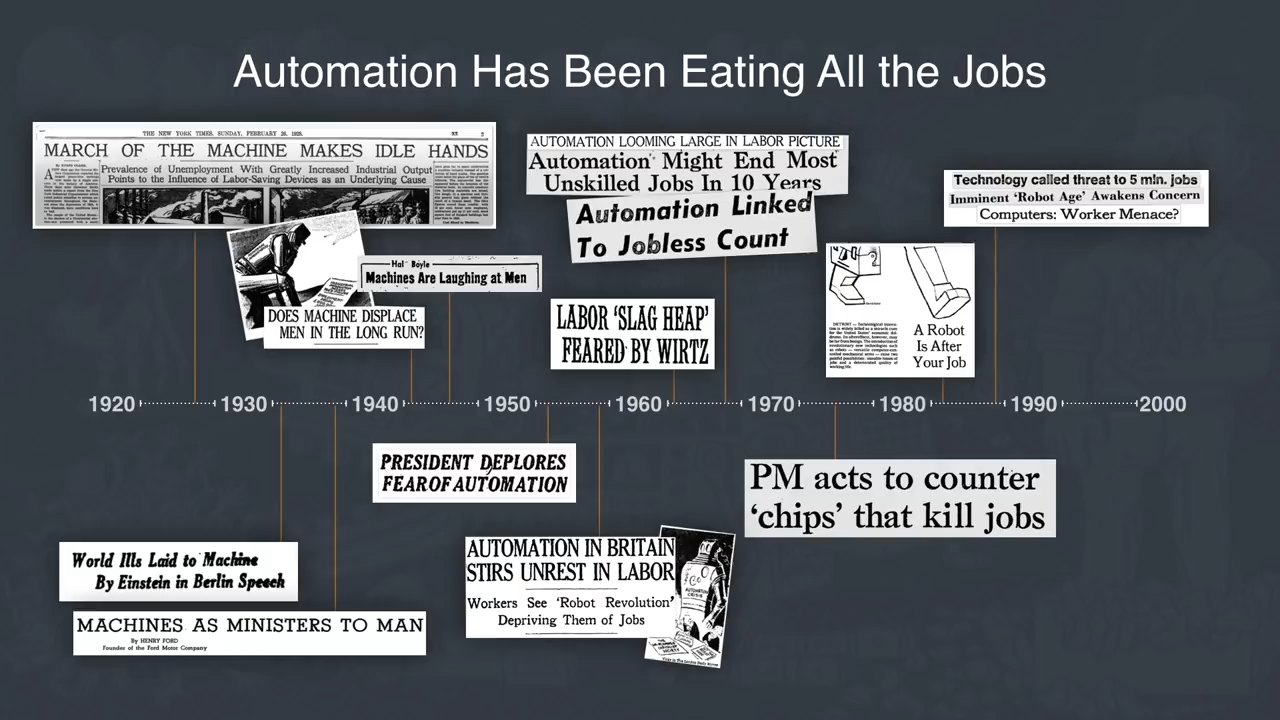 Automation Has Been Eating All the Jobs
THE NEW YORK TIMES, SUNDAY, FEBRUARY 26, 1928.
MARCH OF THE MACHINE MAKES IDLE HANDS
Prevalence of Unemployment With Greatly Increased Industrial Output
Points to the Influence of Labor-Saving Devices as an Underlying Cause
DOES MACHINE DISPLACE
MEN IN THE LONG RUN?
Hal Boyle
Machines Are Laughing at Men
AUTOMATION LOOMING LARGE IN LABOR PICTURE
Automation Might End Most
Unskilled Jobs In 10 Years
Automation Linked
To Jobless Count
LABOR 'SLAG HEAP'
FEARED BY WIRTZ
A Robot
Is After
Your Job
Technology called threat to 5 mln. jobs
Imminent 'Robot Age' Awakens Concern
Computers: Worker Menace?
1920 1930 1940 1950 1960 1970 1980 1990 2000
PRESIDENT DEPLORES
FEAR OF AUTOMATION
PM acts to counter
'chips' that kill jobs
World Ills Laid to Machine
By Einstein in Berlin Speech
MACHINES AS MINISTERS TO MAN
By HENRY FORD
Founder of the Ford Motor Company
AUTOMATION IN BRITAIN
STIRS UNREST IN LABOR
Workers See 'Robot Revolution'
Depriving Them of Jobs